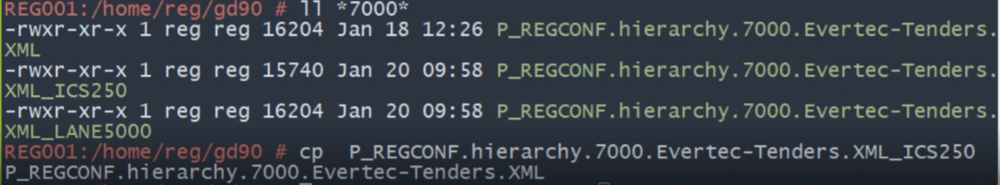 REG001:/home/reg/gd90 # ll *7000*
-rwxr-xr-x 1 reg reg 16204 Jan 18 12:26 P_REGCONF.hierarchy.7000.Evertec-Tenders.
XML
-rwxr-xr-x 1 reg reg 15740 Jan 20 09:58 P_REGCONF.hierarchy.7000.Evertec-Tenders.
XML_ICS250
-rwxr-xr-x 1 reg reg 16204 Jan 20 09:58 P_REGCONF.hierarchy.7000.Evertec-Tenders.
XML_LANE5000
REG001:/home/reg/gd90 # cp  P_REGCONF.hierarchy.7000.Evertec-Tenders.XML_ICS250
P_REGCONF.hierarchy.7000.Evertec-Tenders.XML